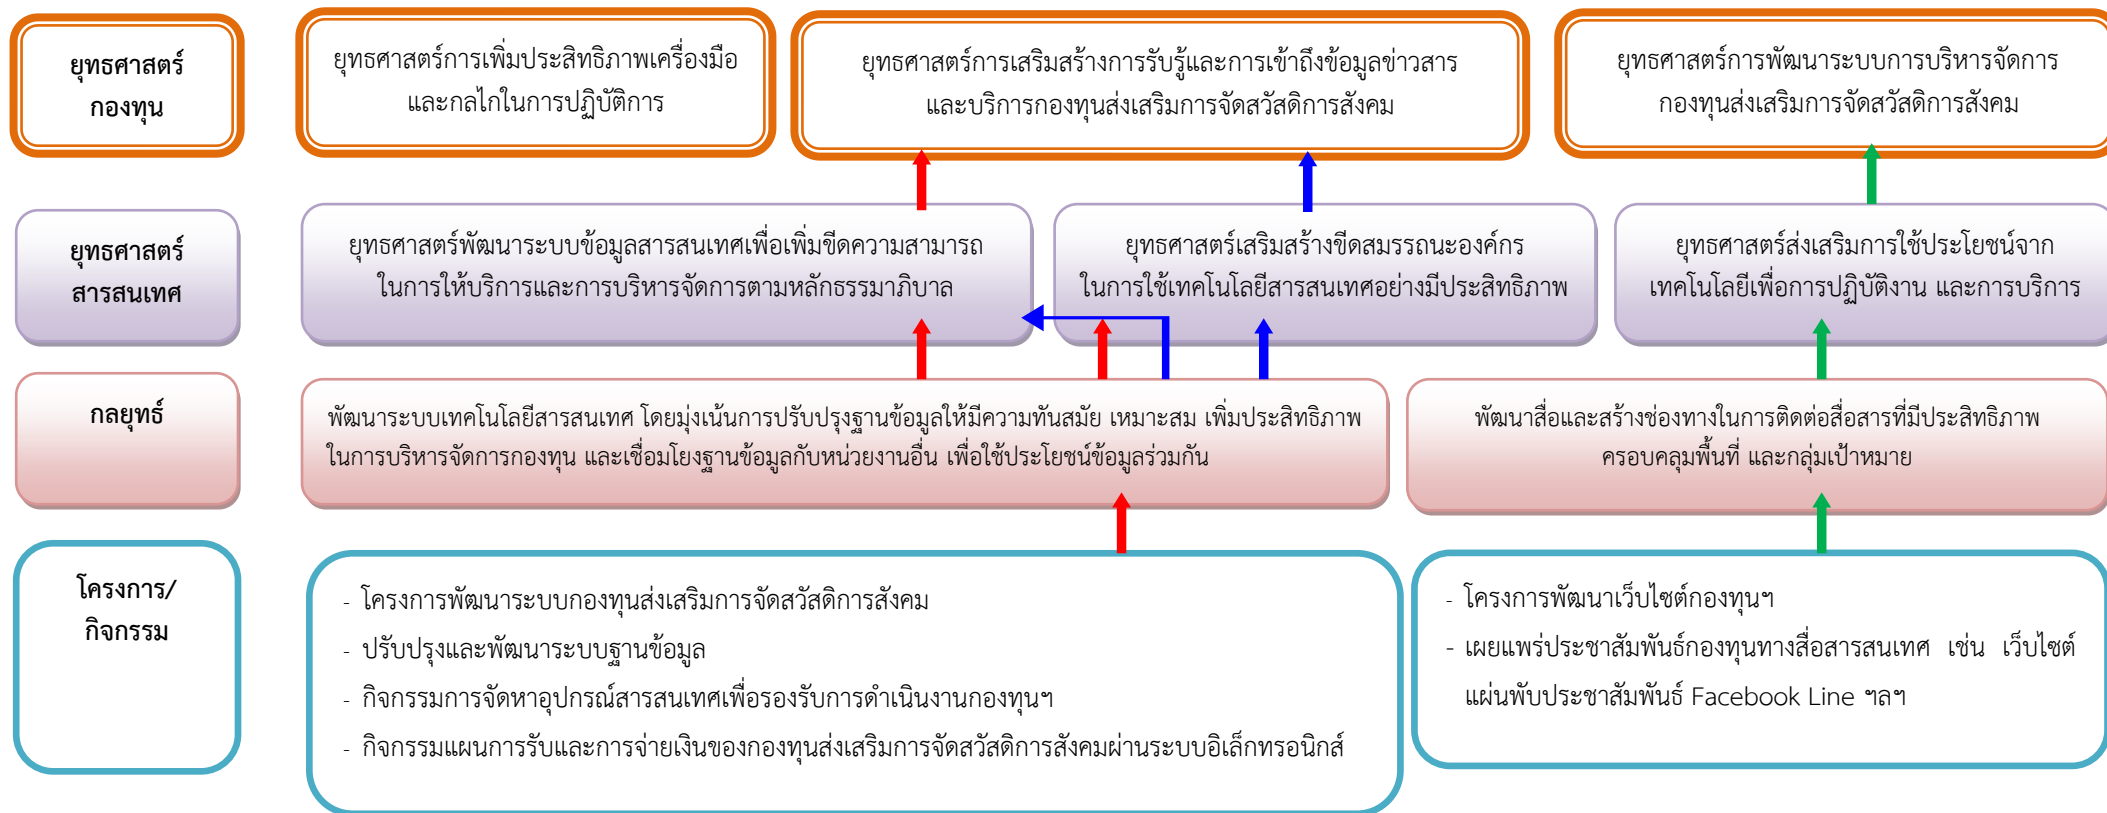 ยุทธศาสตร์
กองทุน
ยุทธศาสตร์การเพิ่มประสิทธิภาพเครื่องมือ
และกลไกในการปฏิบัติการ
ยุทธศาสตร์การเสริมสร้างการรับรู้และการเข้าถึงข้อมูลข่าวสาร
และบริการกองทุนส่งเสริมการจัดสวัสดิการสังคม
ยุทธศาสตร์การพัฒนาระบบการบริหารจัดการ
กองทุนส่งเสริมการจัดสวัสดิการสังคม
ยุทธศาสตร์
สารสนเทศ
ยุทธศาสตร์พัฒนาระบบข้อมูลสารสนเทศเพื่อเพิ่มขีดความสามารถ
ในการให้บริการและการบริหารจัดการตามหลักธรรมาภิบาล
ยุทธศาสตร์เสริมสร้างขีดสมรรถนะองค์กร
ในการใช้เทคโนโลยีสารสนเทศอย่างมีประสิทธิภาพ
ยุทธศาสตร์ส่งเสริมการใช้ประโยชน์จาก
เทคโนโลยีเพื่อการปฏิบัติงาน และการบริการ
กลยุทธ์
พัฒนาระบบเทคโนโลยีสารสนเทศ โดยมุ่งเน้นการปรับปรุงฐานข้อมูลให้มีความทันสมัย เหมาะสม เพิ่มประสิทธิภาพ
ในการบริหารจัดการกองทุน และเชื่อมโยงฐานข้อมูลกับหน่วยงานอื่น เพื่อใช้ประโยชน์ข้อมูลร่วมกัน
พัฒนาสื่อและสร้างช่องทางในการติดต่อสื่อสารที่มีประสิทธิภาพ
ครอบคลุมพื้นที่ และกลุ่มเป้าหมาย
โครงการ/
กิจกรรม
- โครงการพัฒนาระบบกองทุนส่งเสริมการจัดสวัสดิการสังคม
- ปรับปรุงและพัฒนาระบบฐานข้อมูล
- กิจกรรมการจัดหาอุปกรณ์สารสนเทศเพื่อรองรับการดำเนินงานกองทุนฯ
- กิจกรรมแผนการรับและการจ่ายเงินของกองทุนส่งเสริมการจัดสวัสดิการสังคมผ่านระบบอิเล็กทรอนิกส์
- โครงการพัฒนาเว็บไซต์กองทุนฯ
- เผยแพร่ประชาสัมพันธ์กองทุนทางสื่อสารสนเทศ เช่น เว็บไซต์
แผ่นพับประชาสัมพันธ์ Facebook Line ฯลฯ